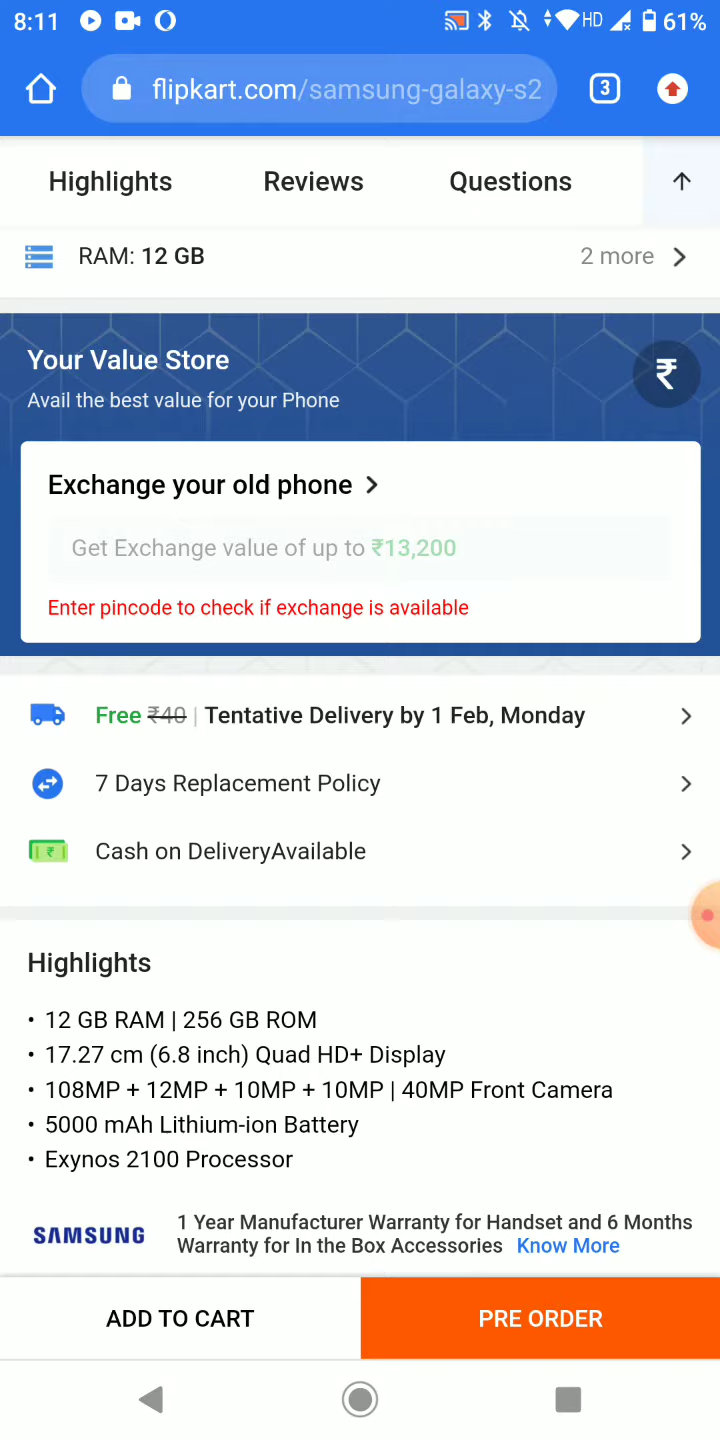 8:11 HD 61%
flipkart.com/samsung-galaxy-s2 3
Highlights Reviews Questions
RAM: 12 GB 2 more
Your Value Store
₹
Avail the best value for your Phone
Exchange your old phone
Get Exchange value of up to ₹13,200
Enter pincode to check if exchange is available
Free ₹40 | Tentative Delivery by 1 Feb, Monday
7 Days Replacement Policy
₹ Cash on DeliveryAvailable
Highlights
• 12 GB RAM | 256 GB ROM
• 17.27 cm (6.8 inch) Quad HD+ Display
• 108MP + 12MP + 10MP + 10MP | 40MP Front Camera
• 5000 mAh Lithium-ion Battery
• Exynos 2100 Processor
SAMSUNG
1 Year Manufacturer Warranty for Handset and 6 Months
Warranty for In the Box Accessories Know More
ADD TO CART PRE ORDER